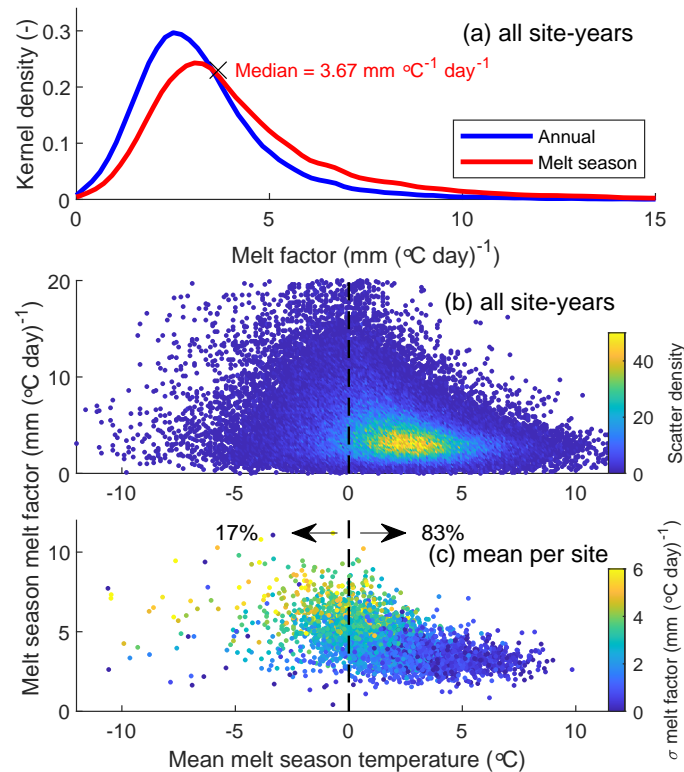 (a) all site-years
Kernel density (-)
0.3
0.2
0.1
0
Median = 3.67 mm °C⁻¹ day⁻¹
Annual
Melt season
0 5 10 15
Melt factor (mm (°C day)⁻¹
(b) all site-years
20
10
0
-10 -5 0 5 10
40
20
0
Scatter density
Melt season melt factor (mm (°C day)⁻¹
17% 83%
(c) mean per site
10
5
0
-10 -5 0 5 10
Mean melt season temperature (°C)
6
4
2
0
σ melt factor (mm (°C day)⁻¹